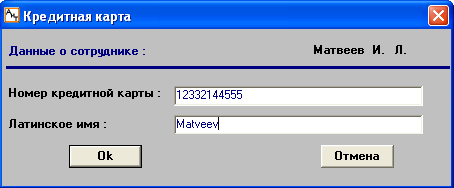 Кредитная карта
Данные о сотруднике : Матвеев И. Л.
Номер кредитной карты : 12332144555
Латинское имя : Matveev
Ok Отмена